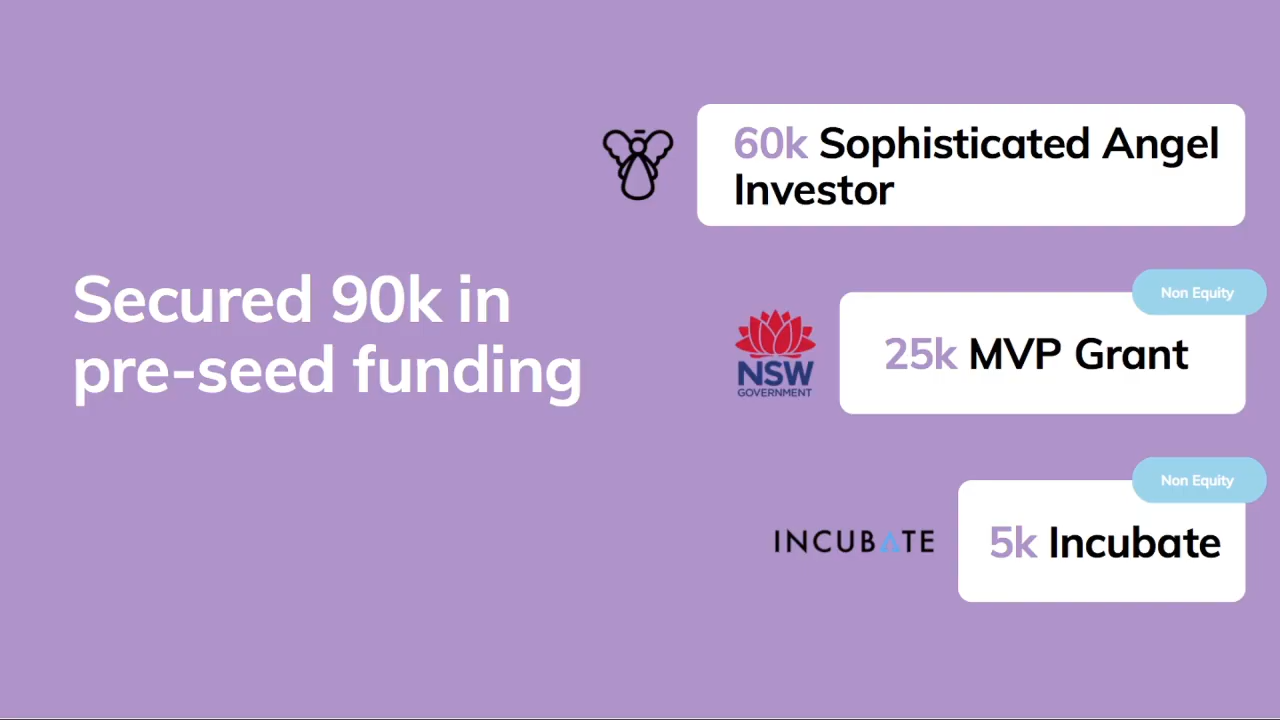 Secured 90k in
pre-seed funding
60k Sophisticated Angel
Investor
Non Equity
NSW
GOVERNMENT
25k MVP Grant
Non Equity
INCUBATE
5k Incubate